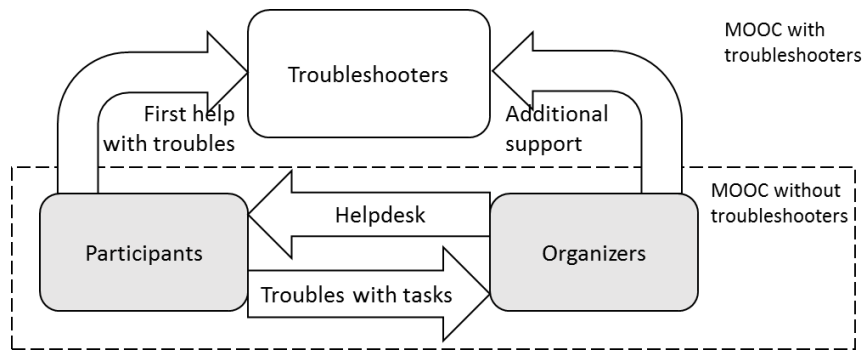 MOOC with
troubleshooters
Troubleshooters
First help
with troubles
Additional
support
MOOC without
troubleshooters
Helpdesk
Participants
Organizers
Troubles with tasks